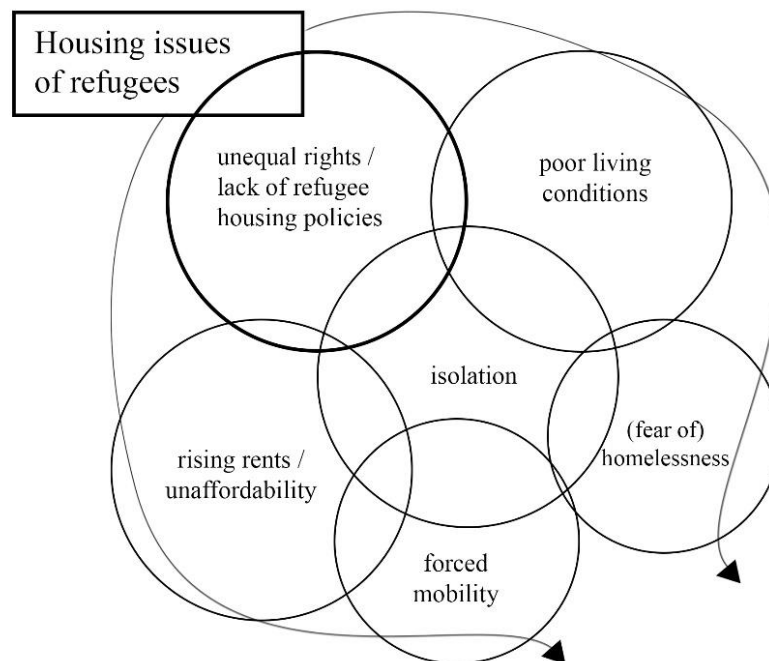 Housing issues
of refugees
unequal rights /
lack of refugee
housing policies
poor living
conditions
isolation
(fear of)
homelessness
rising rents /
unaffordability
forced
mobility